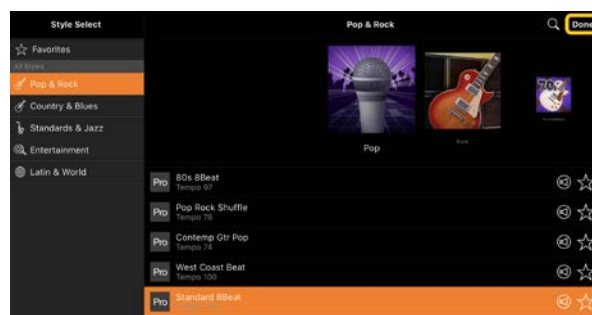 Style Select
Pop & Rock
Done
Favorites
All Styles
Pop & Rock
Country & Blues
Standards & Jazz
Entertainment
Latin & World
Pop
Rock
70s
Pro
80s 8Beat
Tempo 97
Pro
Pop Rock Shuffle
Tempo 78
Pro
Contemp Gtr Pop
Tempo 74
Pro
West Coast Beat
Tempo 100
Pro
Standard 8Beat